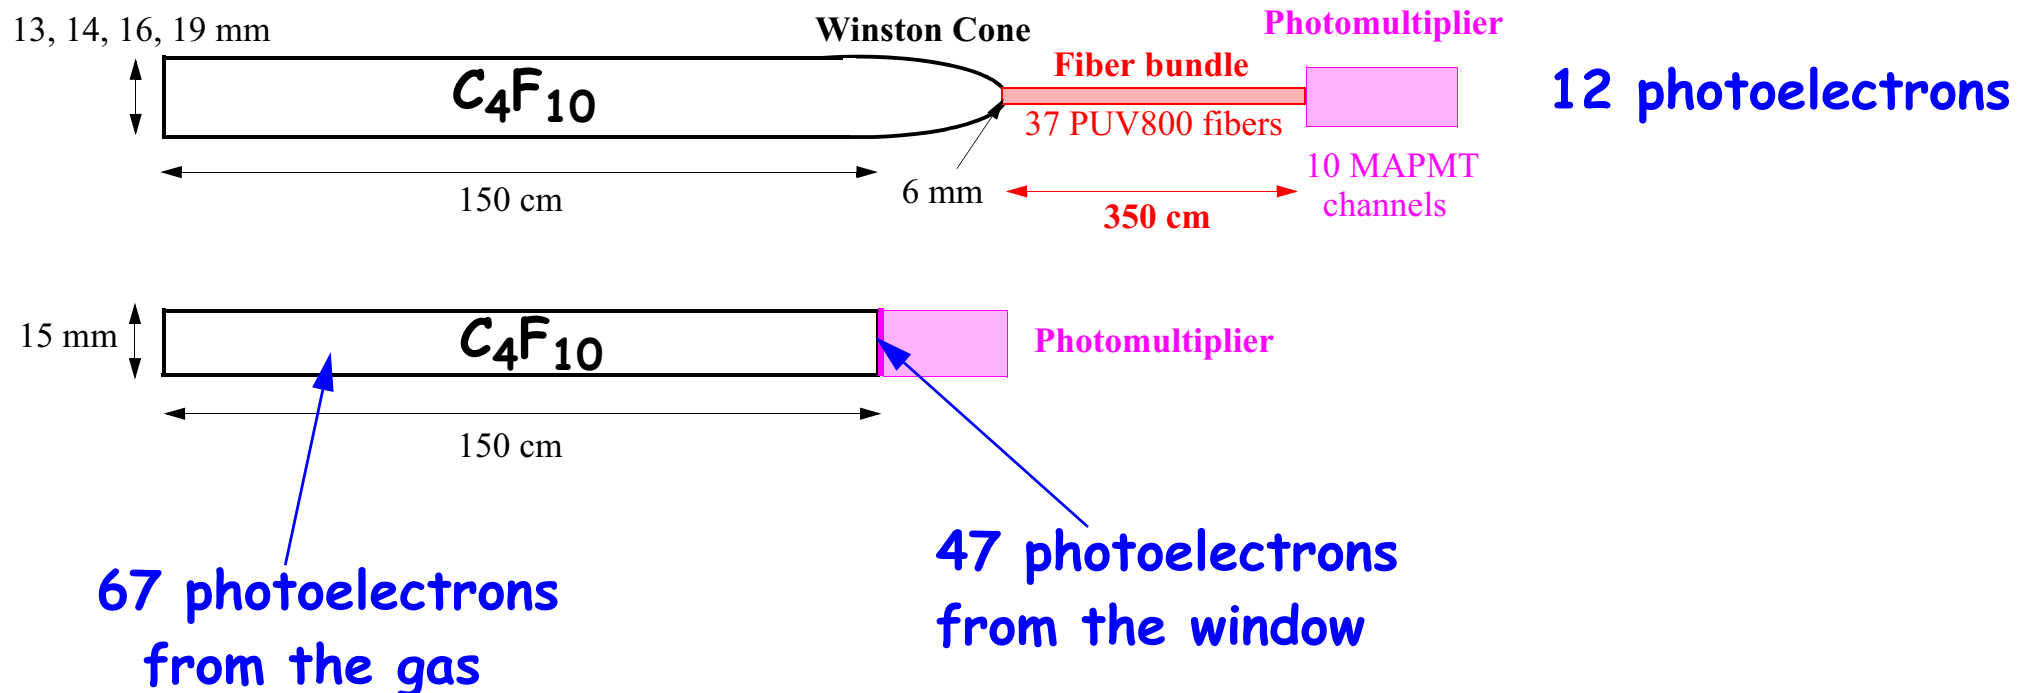 13, 14, 16, 19 mm
Winston Cone
Photomultiplier
C₄F₁₀
Fiber bundle
12 photoelectrons
37 PUV800 fibers
150 cm
6 mm
350 cm
10 MAPMT
channels
15 mm
C₄F₁₀
Photomultiplier
150 cm
67 photoelectrons
from the gas
47 photoelectrons
from the window